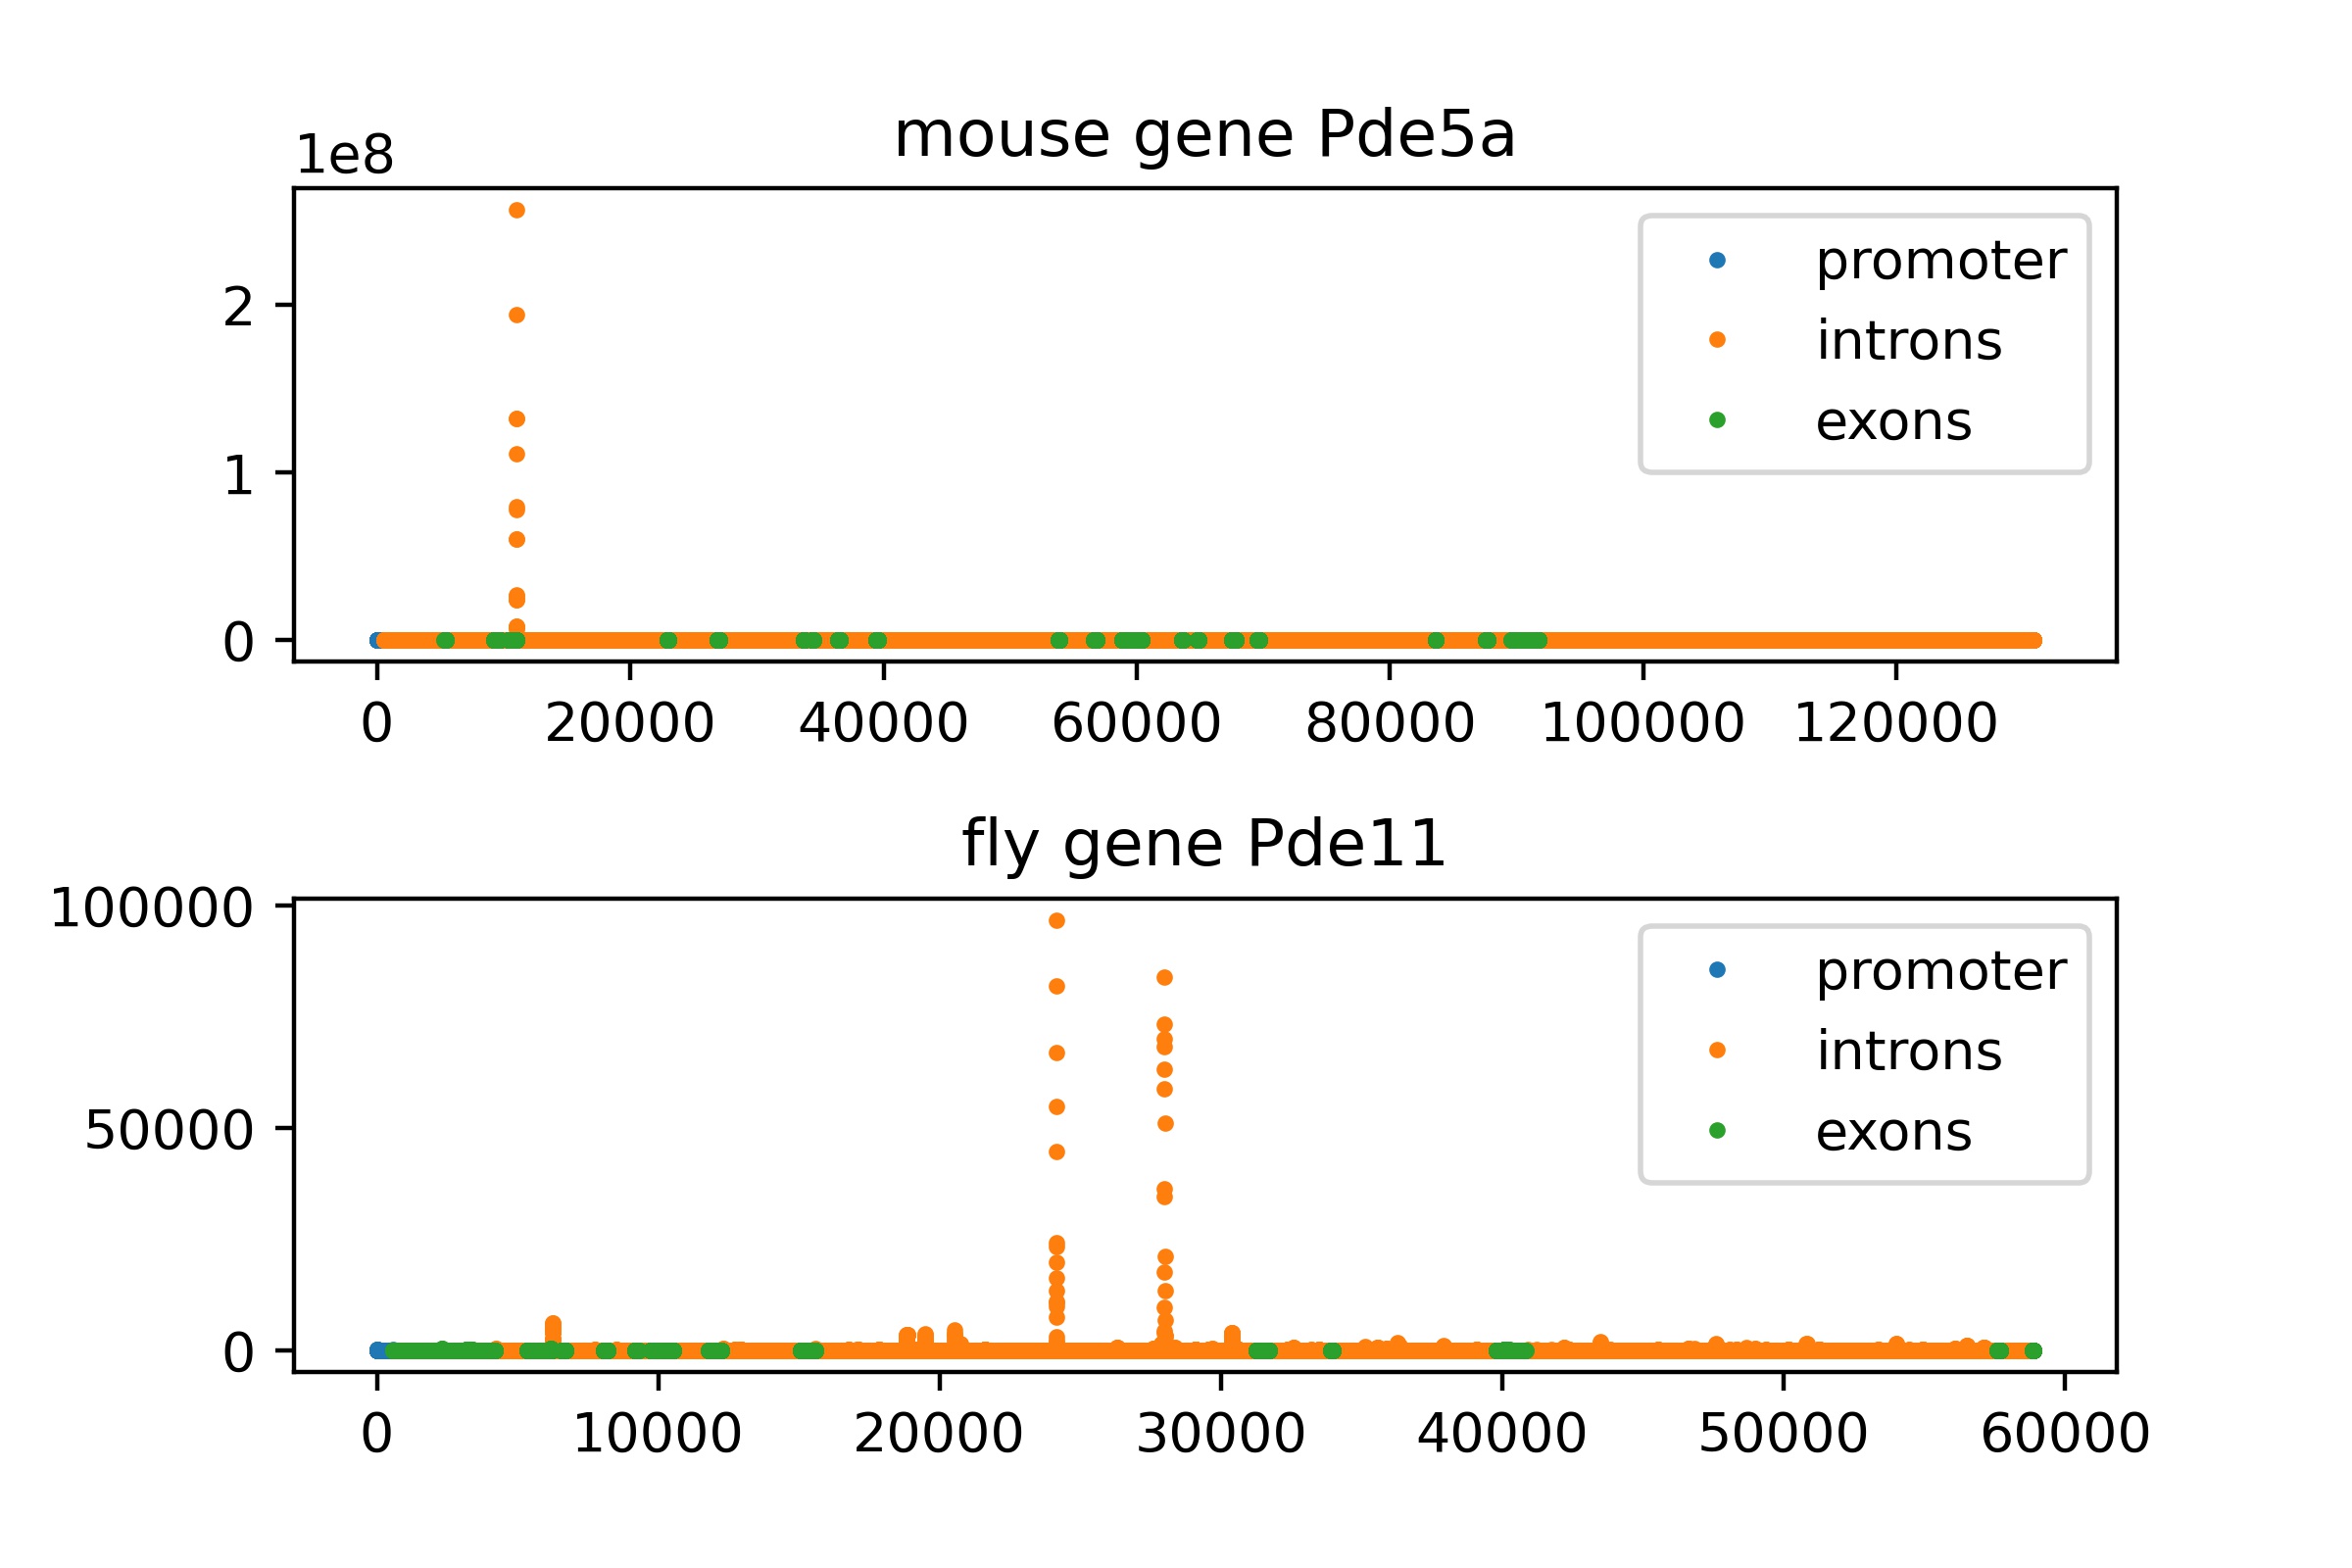 mouse gene Pde5a
1e8
2
1
0
promoter
introns
exons
0 20000 40000 60000 80000 100000 120000
fly gene Pde11
100000
50000
0
promoter
introns
exons
0 10000 20000 30000 40000 50000 60000